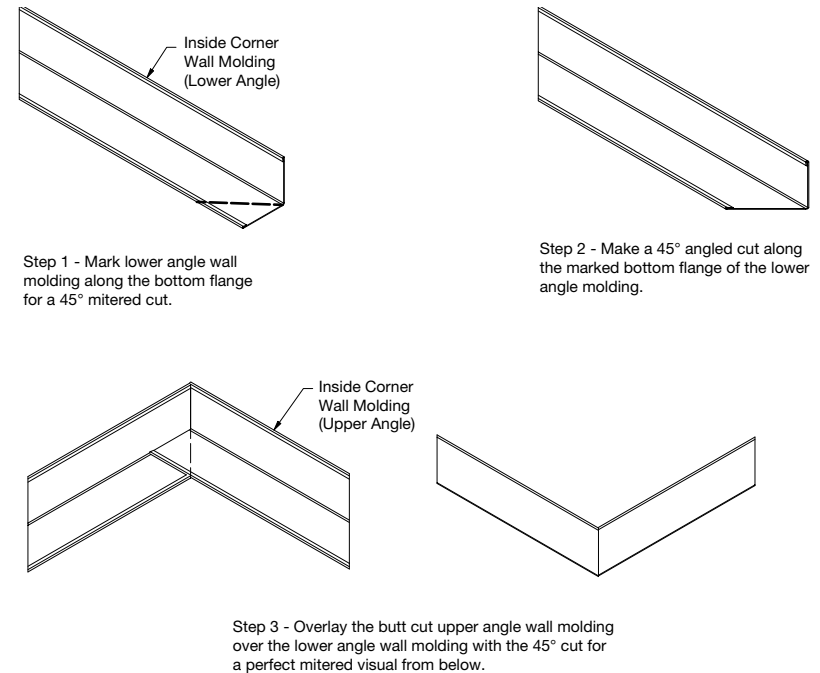 Inside Corner
Wall Molding
(Lower Angle)
Step 1 - Mark lower angle wall
molding along the bottom flange
for a 45° mitered cut.
Step 2 - Make a 45° angled cut along
the marked bottom flange of the lower
angle molding.
Inside Corner
Wall Molding
(Upper Angle)
Step 3 - Overlay the butt cut upper angle wall molding
over the lower angle wall molding with the 45° cut for
a perfect mitered visual from below.